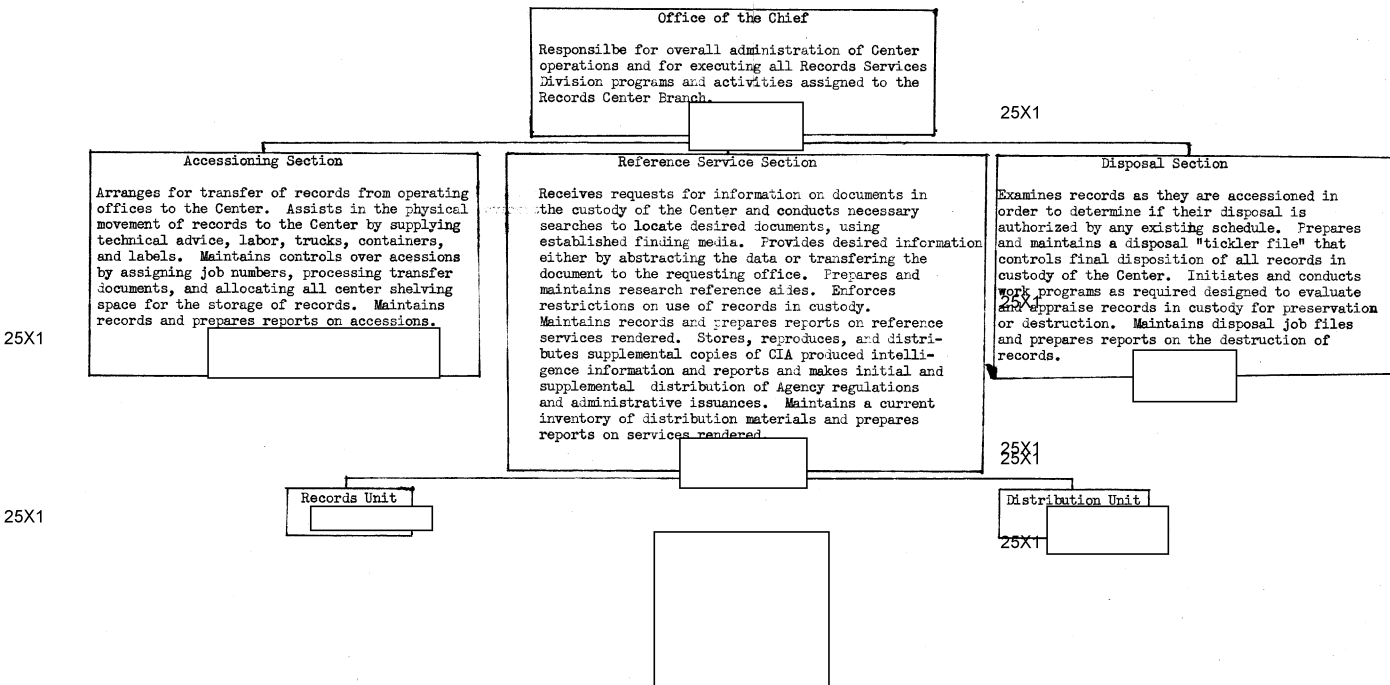 Office of the Chief
Responsilbe for overall administration of Center
operations and for executing all Records Services
Division programs and activities assigned to the
Records Center Branch.
25X1
Accessioning Section
Arranges for transfer of records from operating
offices to the Center. Assists in the physical
movement of records to the Center by supplying
technical advice, labor, trucks, containers,
and labels. Maintains controls over acessions
by assigning job numbers, processing transfer
documents, and allocating all center shelving
space for the storage of records. Maintains
records and prepares reports on accessions.
25X1
Reference Service Section
Receives requests for information on documents in
the custody of the Center and conducts necessary
searches to locate desired documents, using
established finding media. Provides desired information
either by abstracting the data or transfering the
document to the requesting office. Prepares and
maintains research reference aides. Enforces
restrictions on use of records in custody.
Maintains records and prepares reports on reference
services rendered. Stores, reproduces, and distri-
butes supplemental copies of CIA produced intelli-
gence information and reports and makes initial and
supplemental distribution of Agency regulations
and administrative issuances. Maintains a current
inventory of distribution materials and prepares
reports on services rendered.
Disposal Section
Examines records as they are accessioned in
order to determine if their disposal is
authorized by any existing schedule. Prepares
and maintains a disposal "tickler file" that
controls final disposition of all records in
custody of the Center. Initiates and conducts
work programs as required designed to evaluate
25X1
and appraise records in custody for preservation
or destruction. Maintains disposal job files
and prepares reports on the destruction of
records.
25X1
25X1
Records Unit
25X1
Distribution Unit
25X1